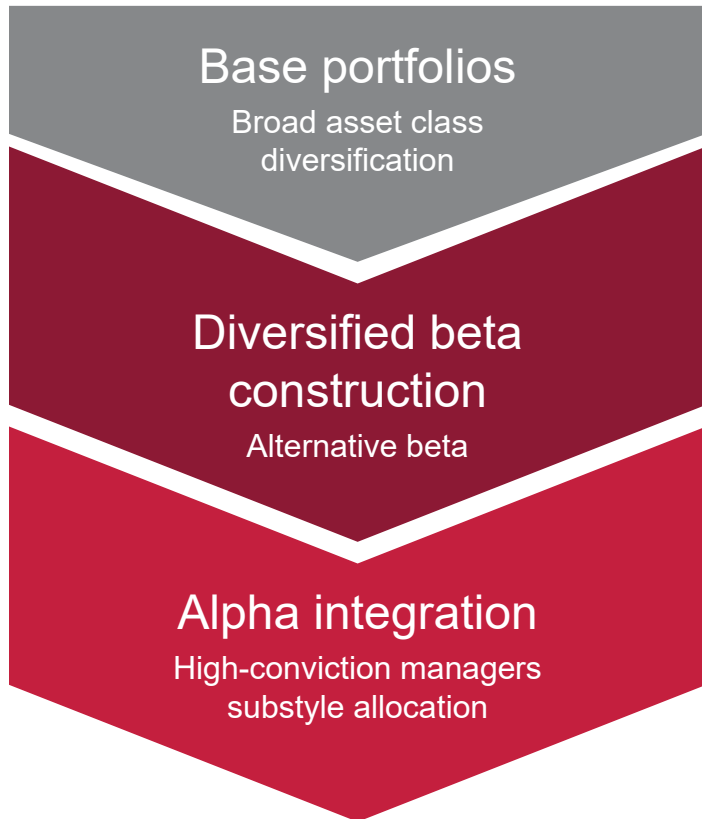 Base portfolios
Broad asset class
diversification
Diversified beta
construction
Alternative beta
Alpha integration
High-conviction managers
substyle allocation